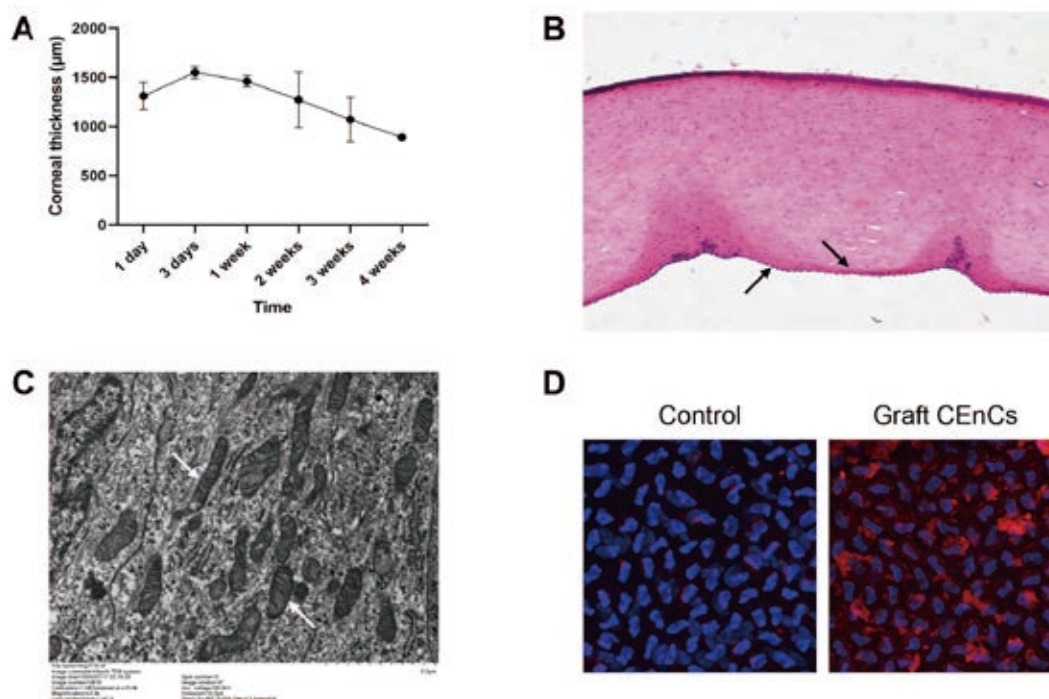 A
Corneal thickness (μm)
2000
1500
1000
500
0
1 day
3 days
1 week
2 weeks
3 weeks
4 weeks
Time
B
C
D
Control
Graft CEnCs